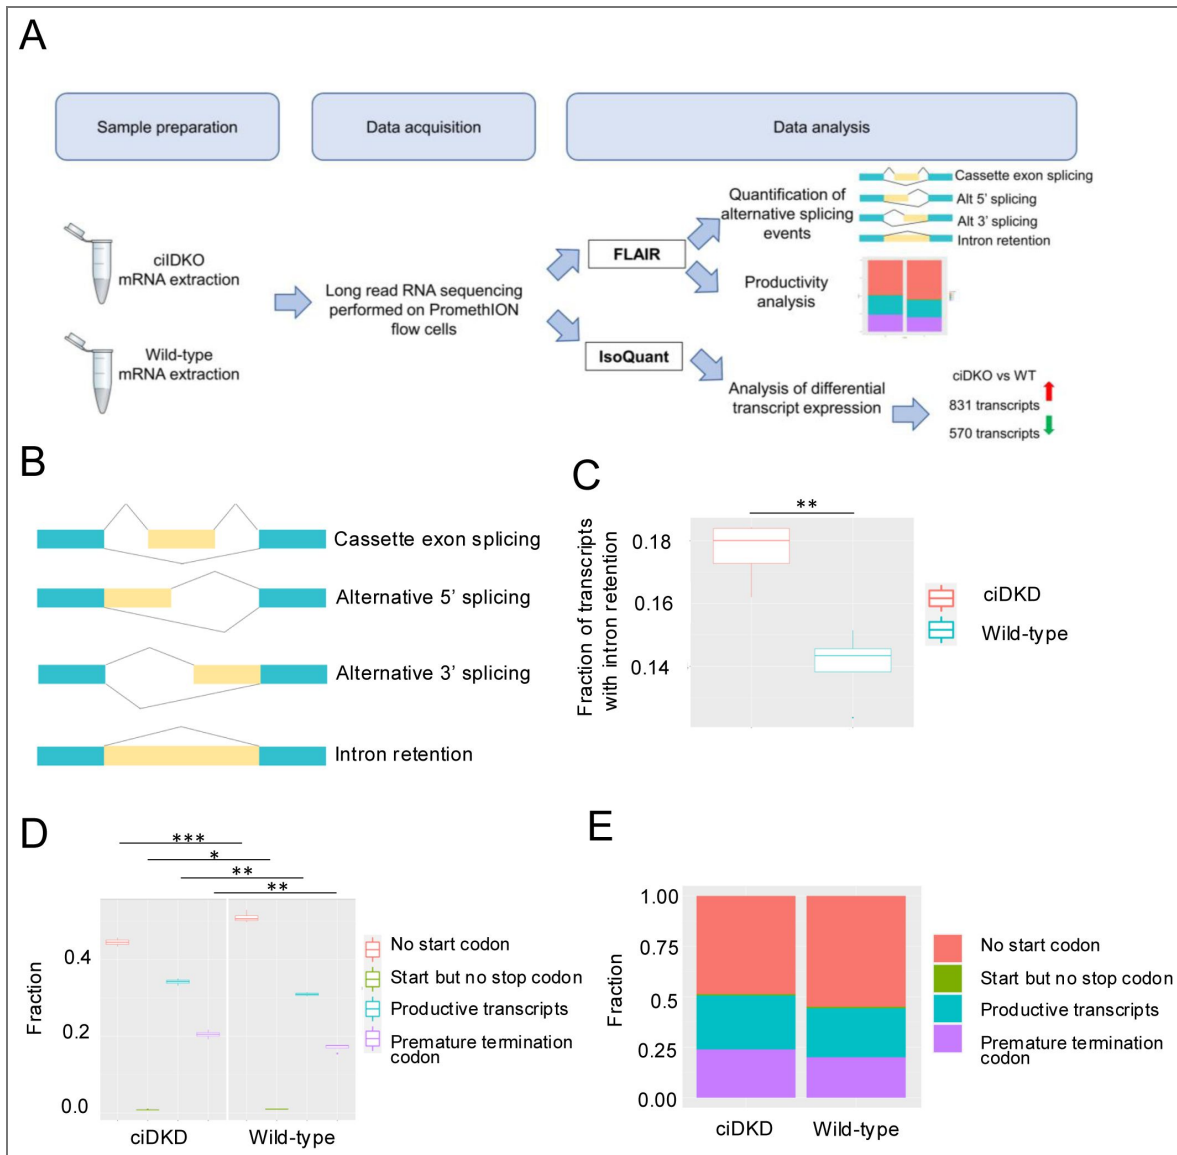 A
Sample preparation
Data acquisition
Data analysis
ciIDKO
mRNA extraction
Wild-type
mRNA extraction
Long read RNA sequencing
performed on PromethION
flow cells
FLAIR
IsoQuant
Quantification of
alternative splicing
events
Cassette exon splicing
Alt 5' splicing
Alt 3' splicing
Intron retention
Productivity
analysis
Analysis of differential
transcript expression
ciDKO vs WT
831 transcripts
570 transcripts
B
Cassette exon splicing
Alternative 5' splicing
Alternative 3' splicing
Intron retention
C
Fraction of transcripts
with intron retention
**
0.18
0.16
0.14
ciDKD
Wild-type
D
***
*
**
**
Fraction
0.4
0.2
0.0
ciDKD
Wild-type
No start codon
Start but no stop codon
Productive transcripts
Premature termination
codon
E
Fraction
1.00
0.75
0.5
0.25
0.00
ciDKD
Wild-type
No start codon
Start but no stop codon
Productive transcripts
Premature termination
codon